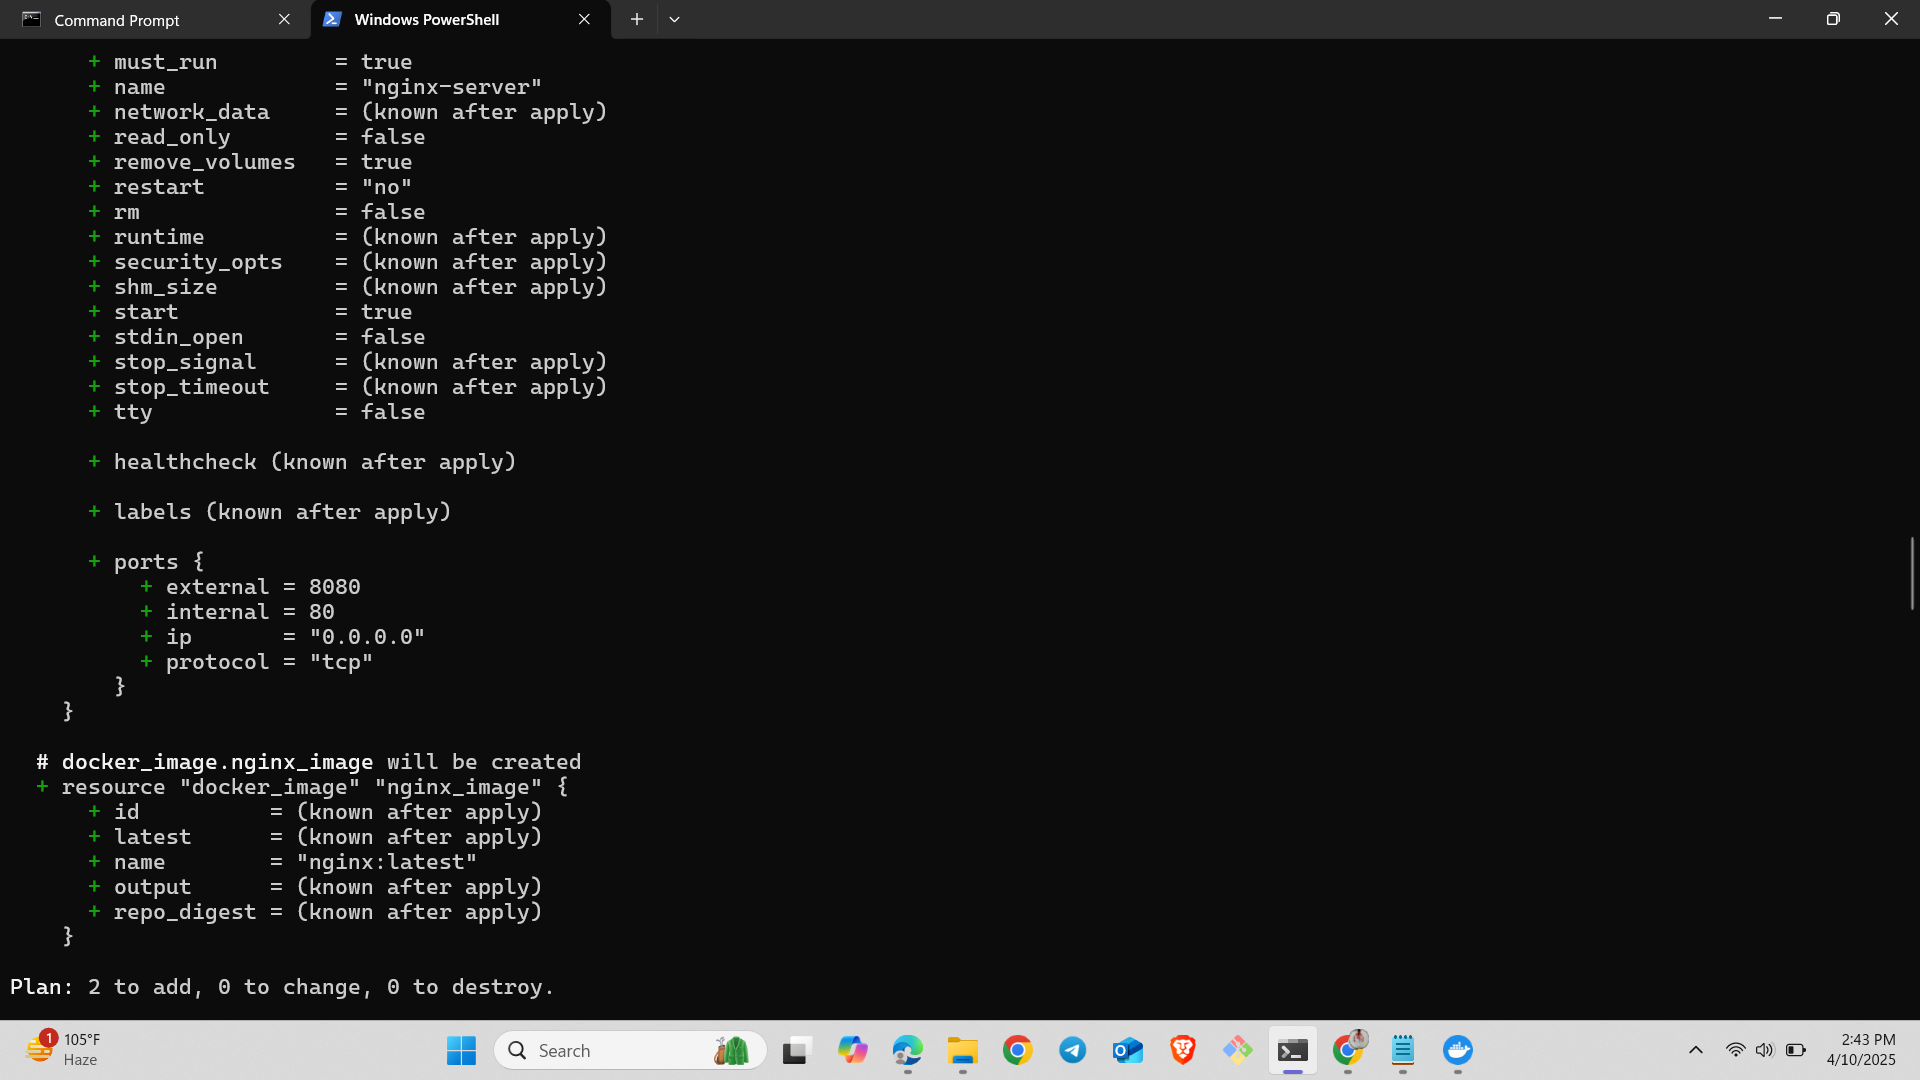 Command Prompt
Windows PowerShell
+ must_run         = true
+ name             = "nginx-server"
+ network_data     = (known after apply)
+ read_only        = false
+ remove_volumes   = true
+ restart          = "no"
+ rm               = false
+ runtime          = (known after apply)
+ security_opts    = (known after apply)
+ shm_size         = (known after apply)
+ start            = true
+ stdin_open       = false
+ stop_signal      = (known after apply)
+ stop_timeout     = (known after apply)
+ tty              = false
+ healthcheck (known after apply)
+ labels (known after apply)
+ ports {
+ external = 8080
+ internal = 80
+ ip       = "0.0.0.0"
+ protocol = "tcp"
}
}
# docker_image.nginx_image will be created
+ resource "docker_image" "nginx_image" {
+ id          = (known after apply)
+ latest      = (known after apply)
+ name        = "nginx:latest"
+ output      = (known after apply)
+ repo_digest = (known after apply)
}
Plan: 2 to add, 0 to change, 0 to destroy.
1
105°F
Haze
Search
2:43 PM
4/10/2025